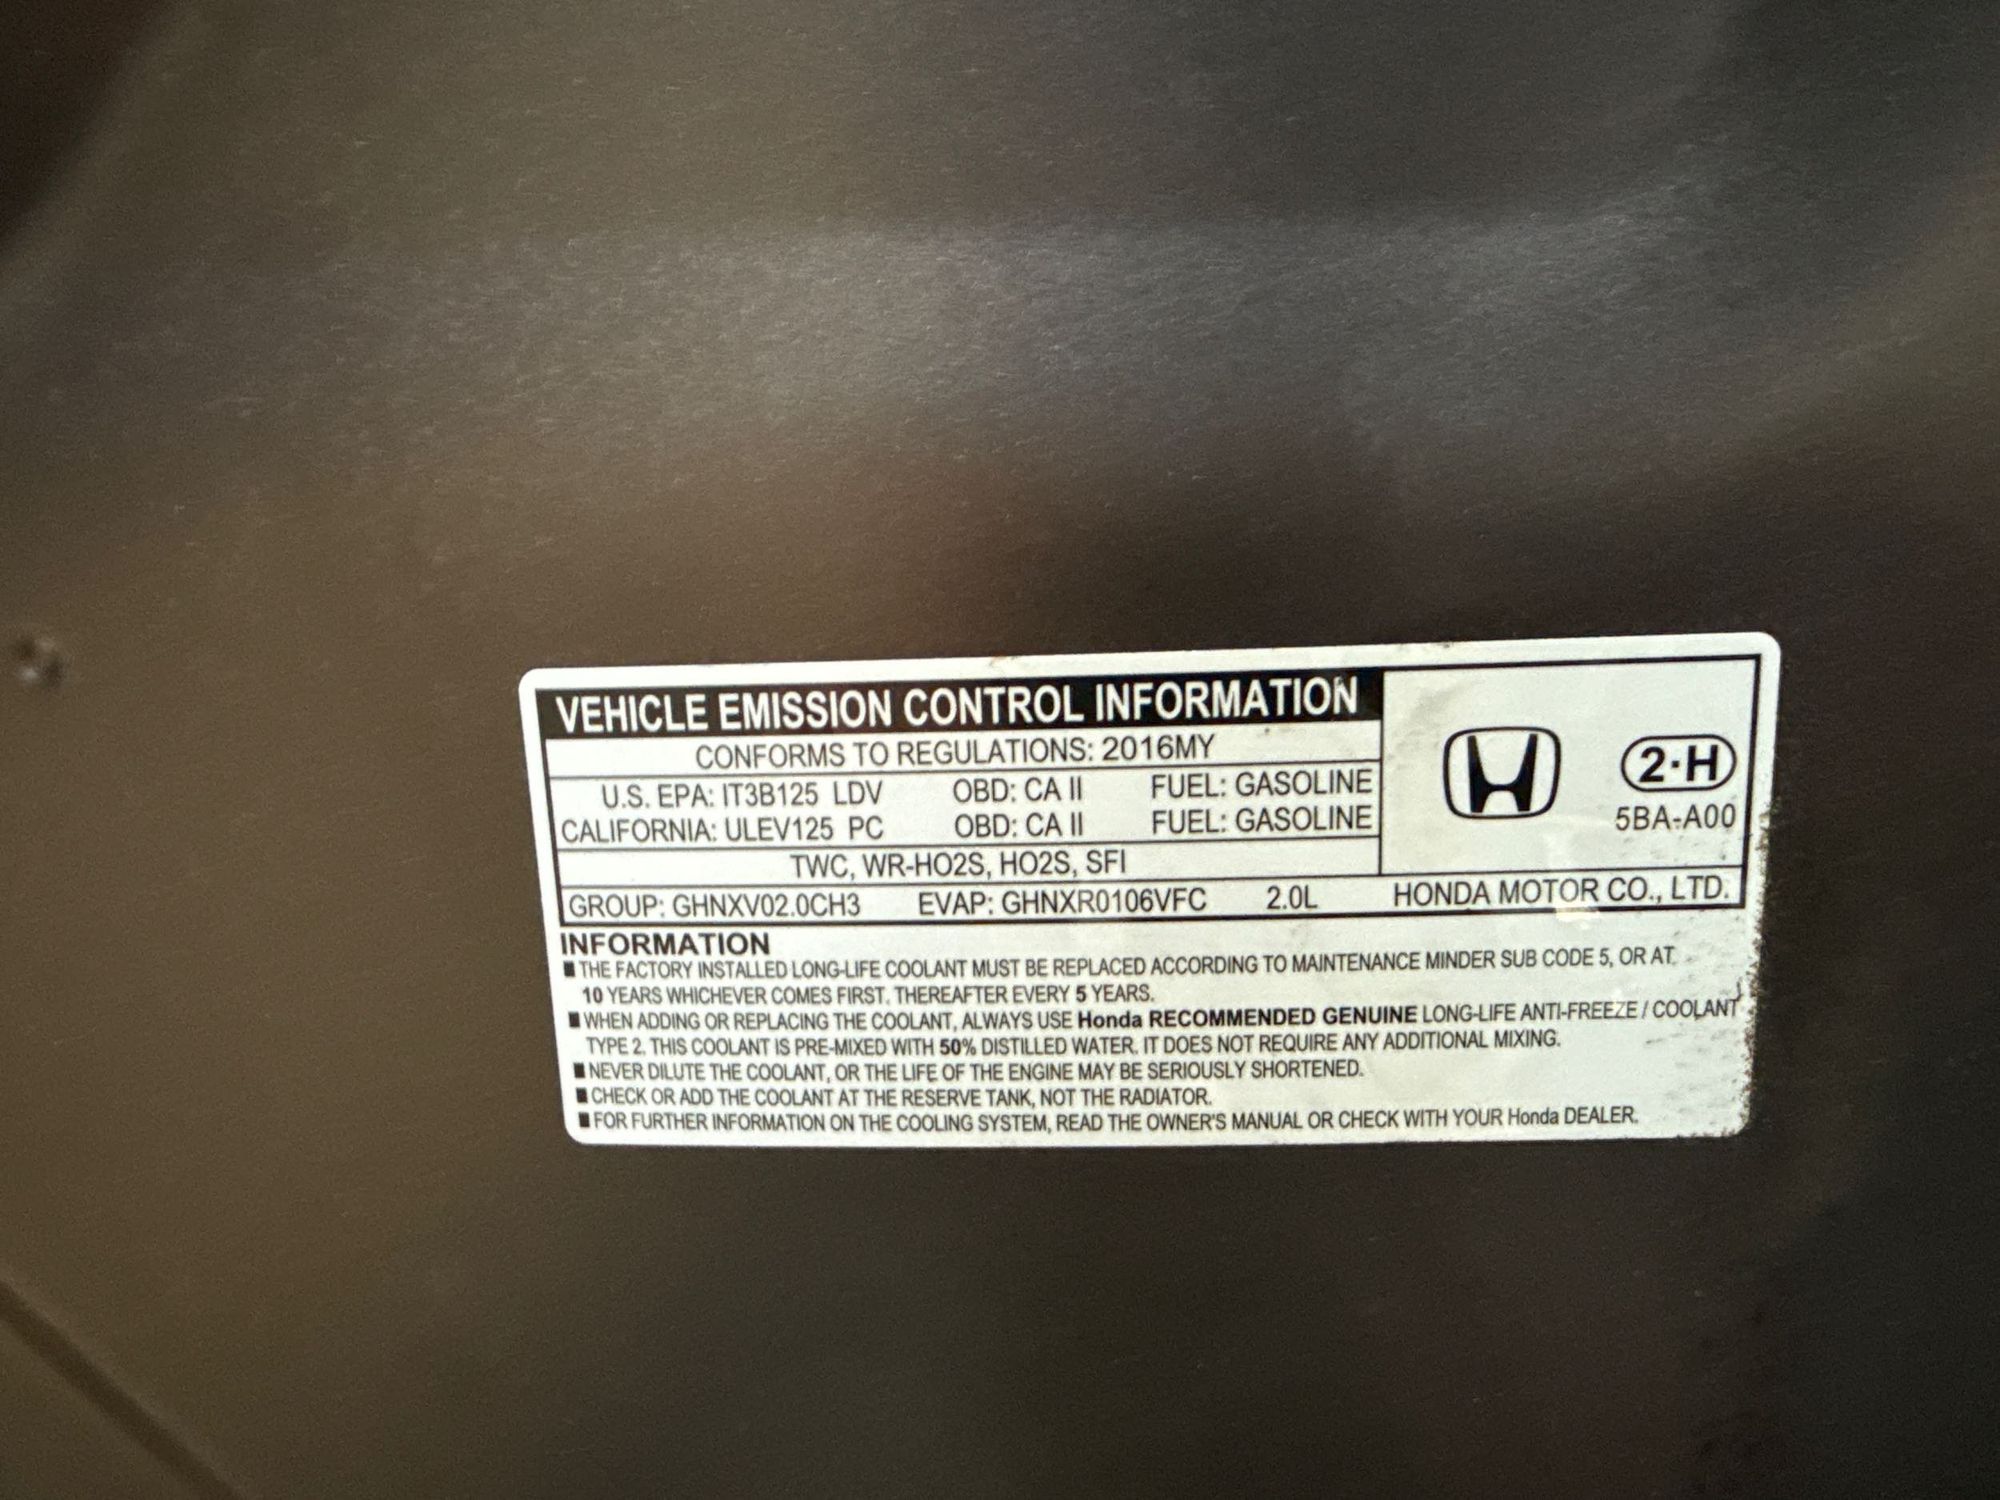 VEHICLE EMISSION CONTROL INFORMATION
CONFORMS TO REGULATIONS: 2016MY
U.S. EPA: IT3B125 LDV OBD: CA II FUEL: GASOLINE
CALIFORNIA: ULEV125 PC OBD: CA II FUEL: GASOLINE
TWC, WR-HO2S, HO2S, SFI
GROUP: GHNXV02.0CH3 EVAP: GHNXR0106VFC 2.0L
2·H
5BA-A00
HONDA MOTOR CO., LTD.
INFORMATION
■ THE FACTORY INSTALLED LONG-LIFE COOLANT MUST BE REPLACED ACCORDING TO MAINTENANCE MINDER SUB CODE 5, OR AT
10 YEARS WHICHEVER COMES FIRST. THEREAFTER EVERY 5 YEARS.
■ WHEN ADDING OR REPLACING THE COOLANT, ALWAYS USE Honda RECOMMENDED GENUINE LONG-LIFE ANTI-FREEZE / COOLANT
TYPE 2. THIS COOLANT IS PRE-MIXED WITH 50% DISTILLED WATER. IT DOES NOT REQUIRE ANY ADDITIONAL MIXING.
■ NEVER DILUTE THE COOLANT, OR THE LIFE OF THE ENGINE MAY BE SERIOUSLY SHORTENED.
■ CHECK OR ADD THE COOLANT AT THE RESERVE TANK, NOT THE RADIATOR.
■ FOR FURTHER INFORMATION ON THE COOLING SYSTEM, READ THE OWNER'S MANUAL OR CHECK WITH YOUR Honda DEALER.